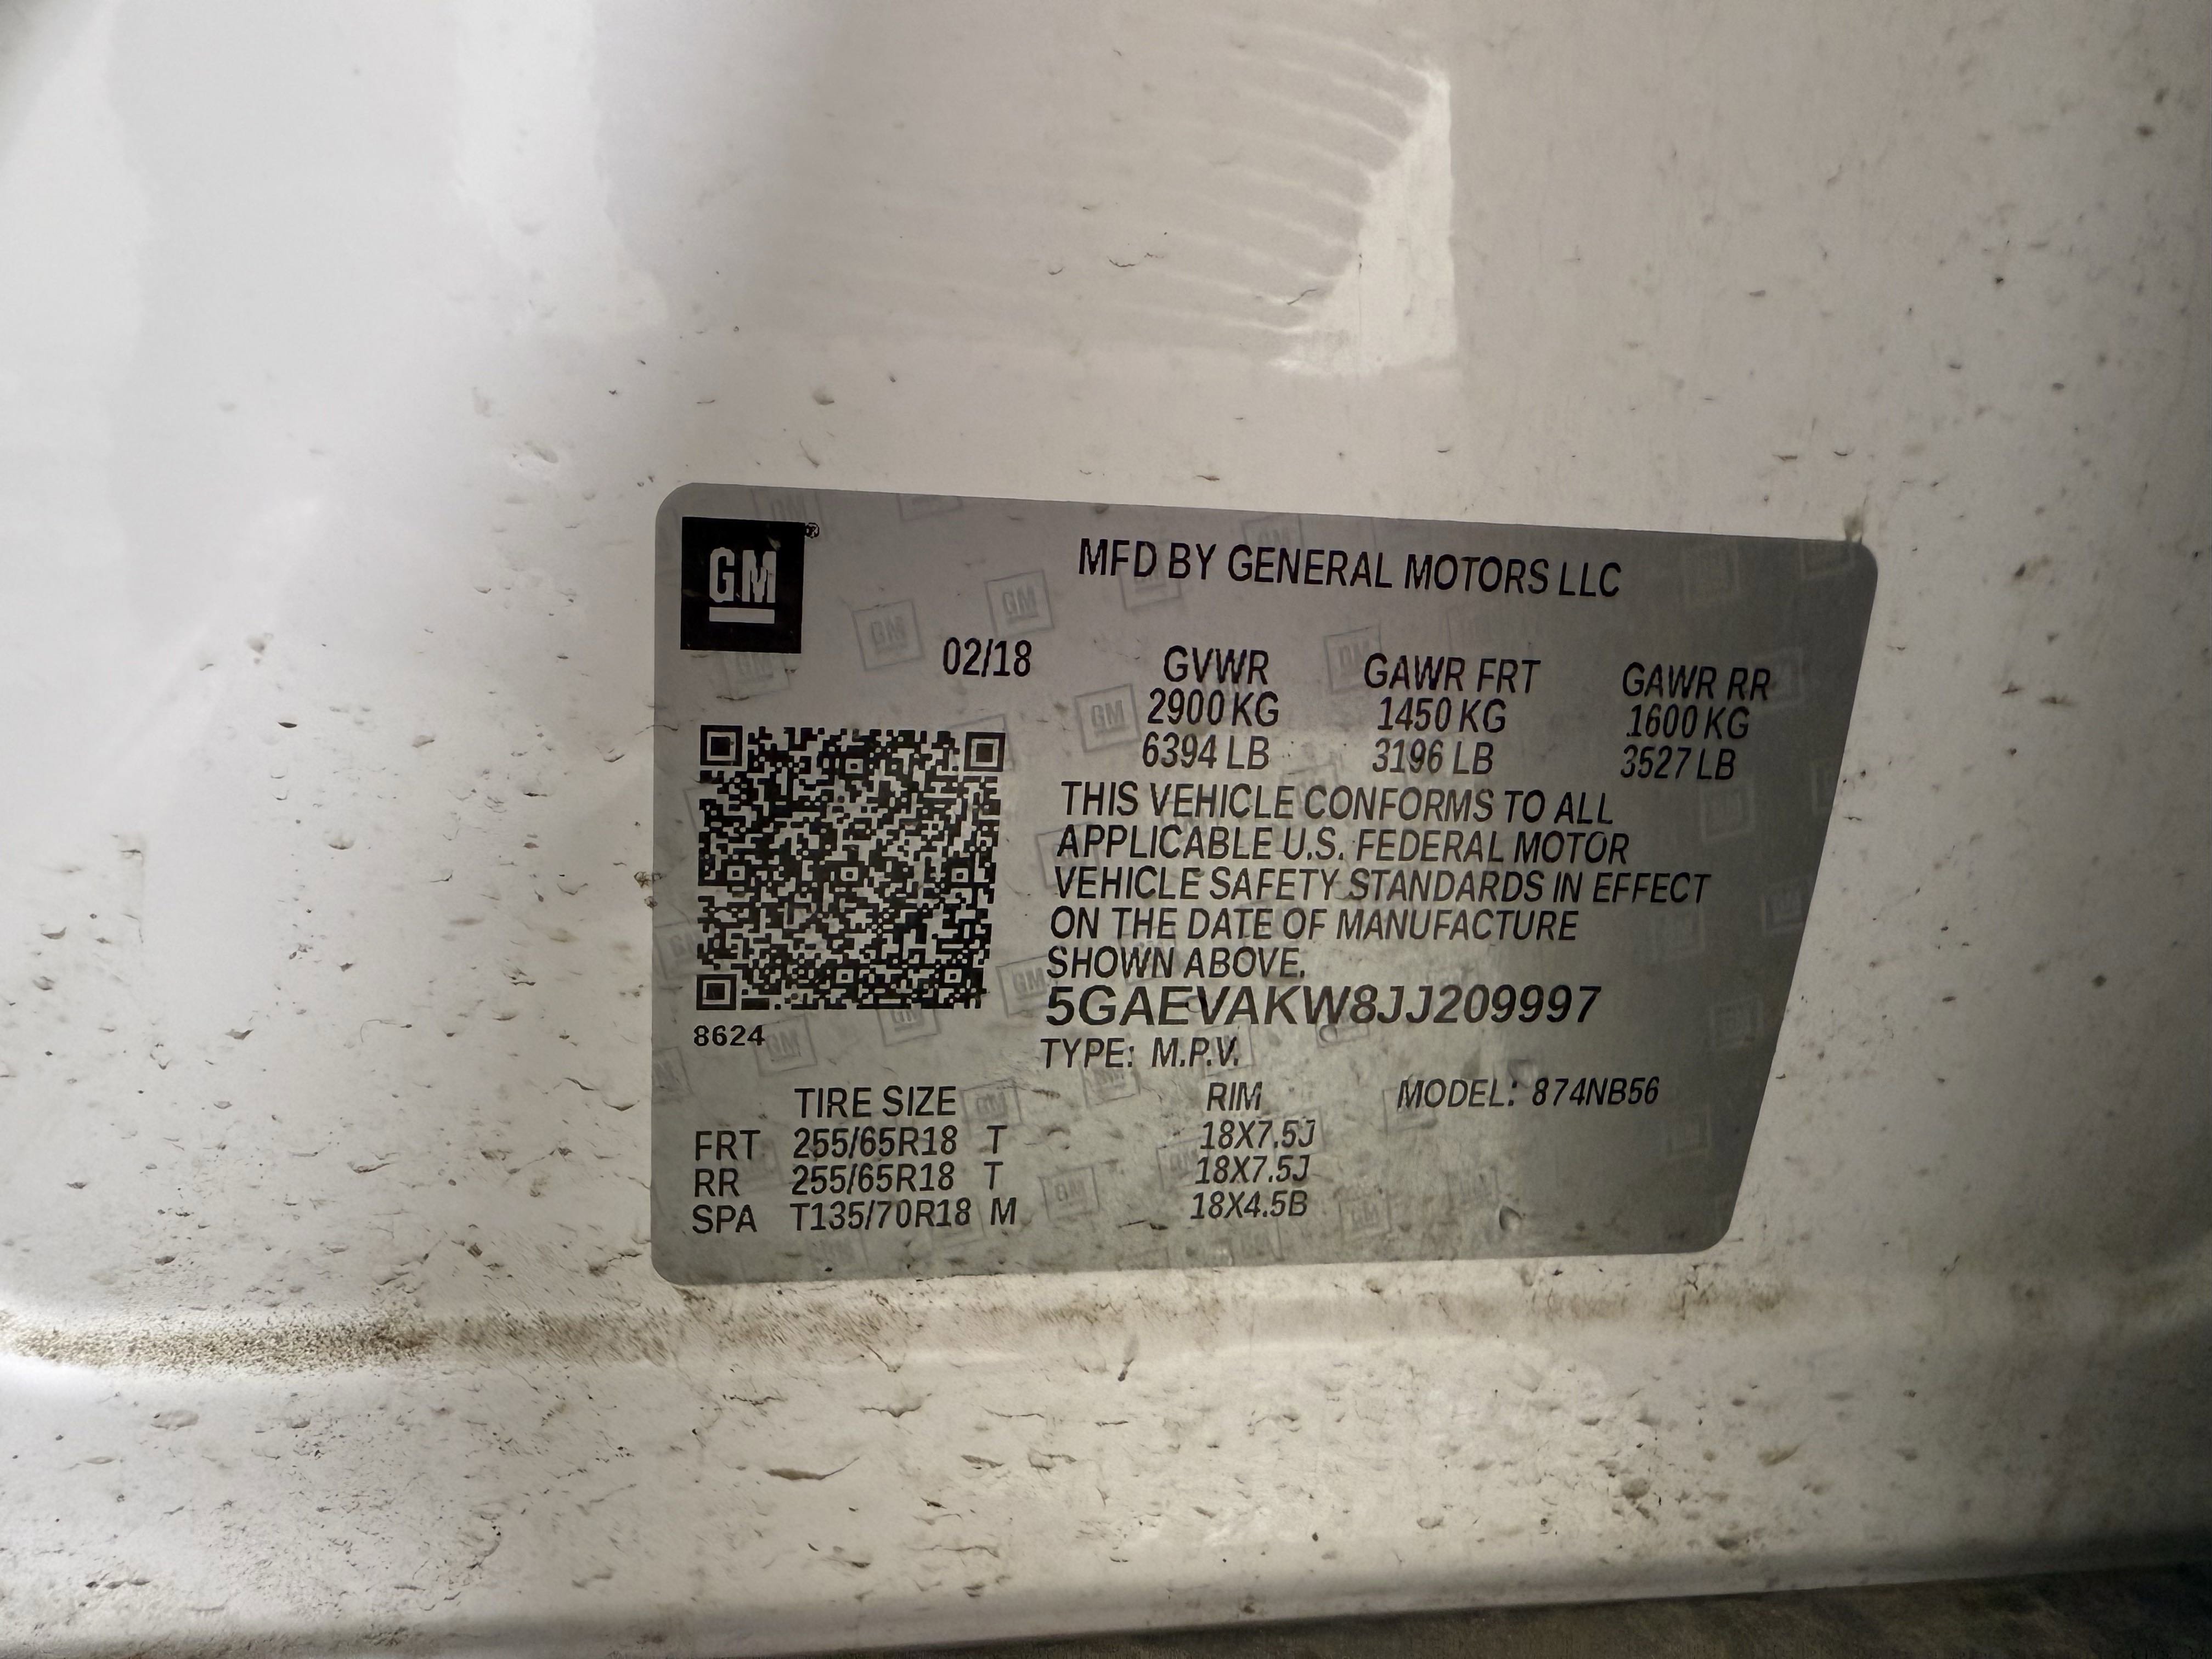 GM®
MFD BY GENERAL MOTORS LLC
02/18 GVWR GAWR FRT GAWR RR
2900 KG 1450 KG 1600 KG
6394 LB 3196 LB 3527 LB
THIS VEHICLE CONFORMS TO ALL
APPLICABLE U.S. FEDERAL MOTOR
VEHICLE SAFETY STANDARDS IN EFFECT
ON THE DATE OF MANUFACTURE
SHOWN ABOVE.
5GAEVAKW8JJ209997
8624
TYPE: M.P.V.
TIRE SIZE RIM MODEL: 874NB56
FRT 255/65R18 T 18X7.5J
RR 255/65R18 T 18X7.5J
SPA T135/70R18 M 18X4.5B